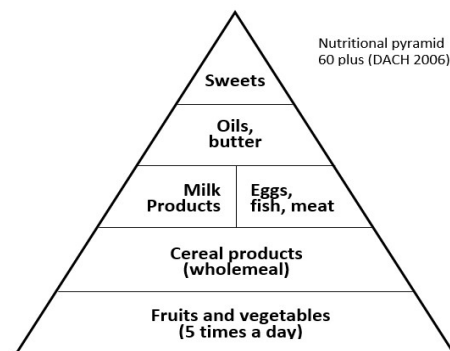 Nutritional pyramid
60 plus (DACH 2006)
Sweets
Oils,
butter
Milk
Products
Eggs,
fish, meat
Cereal products
(wholemeal)
Fruits and vegetables
(5 times a day)